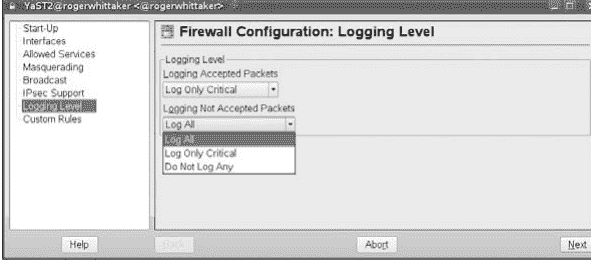 YaST2@rogerwhittaker <@rogerwhittaker>
Start-Up
Interfaces
Allowed Services
Masquerading
Broadcast
IPsec Support
Logging Level
Custom Rules
Firewall Configuration: Logging Level
Logging Level
Logging Accepted Packets
Log Only Critical
Logging Not Accepted Packets
Log All
Log All
Log Only Critical
Do Not Log Any
Help
Back
Abort
Next